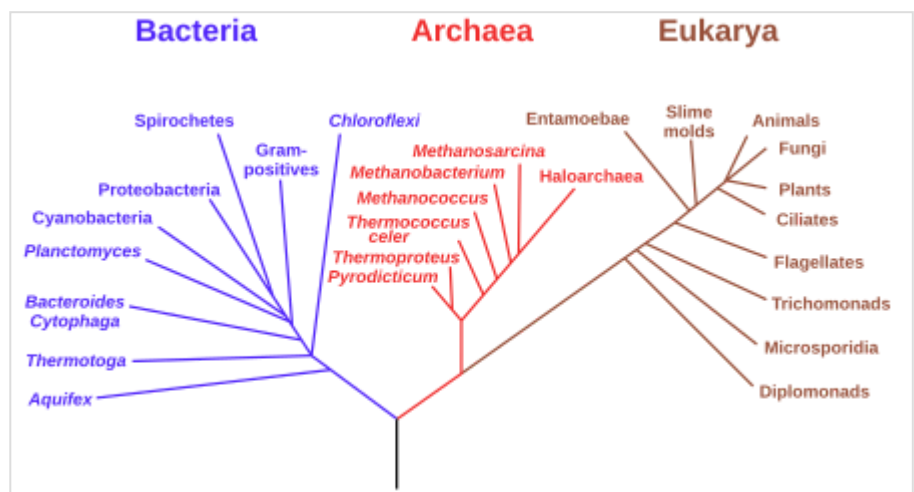 Bacteria
Archaea
Eukarya
Spirochetes
Chloroflexi
Gram-
positives
Proteobacteria
Cyanobacteria
Planctomyces
Bacteroides
Cytophaga
Thermotoga
Aquifex
Methanosarcina
Methanobacterium
Haloarchaea
Methanococcus
Thermococcus
celer
Thermoproteus
Pyrodicticum
Entamoebae
Slime
molds
Animals
Fungi
Plants
Ciliates
Flagellates
Trichomonads
Microsporidia
Diplomonads